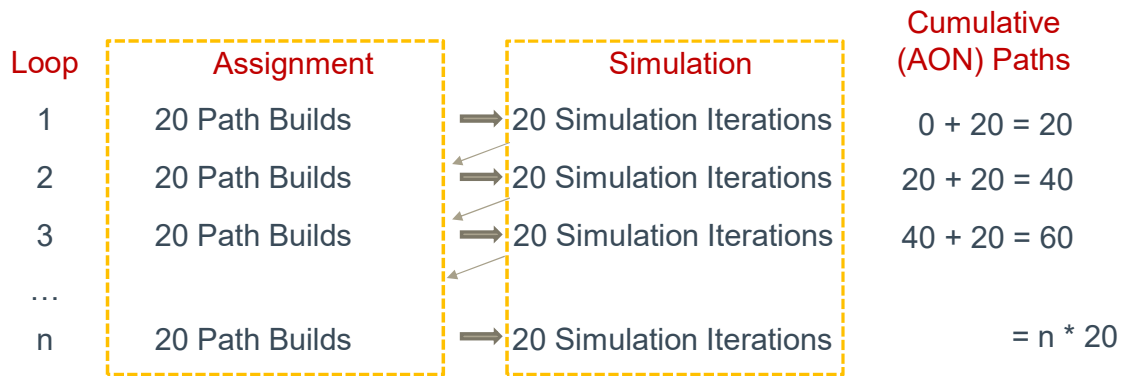 Loop Assignment Simulation Cumulative (AON) Paths
1 20 Path Builds 20 Simulation Iterations 0 + 20 = 20
2 20 Path Builds 20 Simulation Iterations 20 + 20 = 40
3 20 Path Builds 20 Simulation Iterations 40 + 20 = 60
...
n 20 Path Builds 20 Simulation Iterations = n * 20